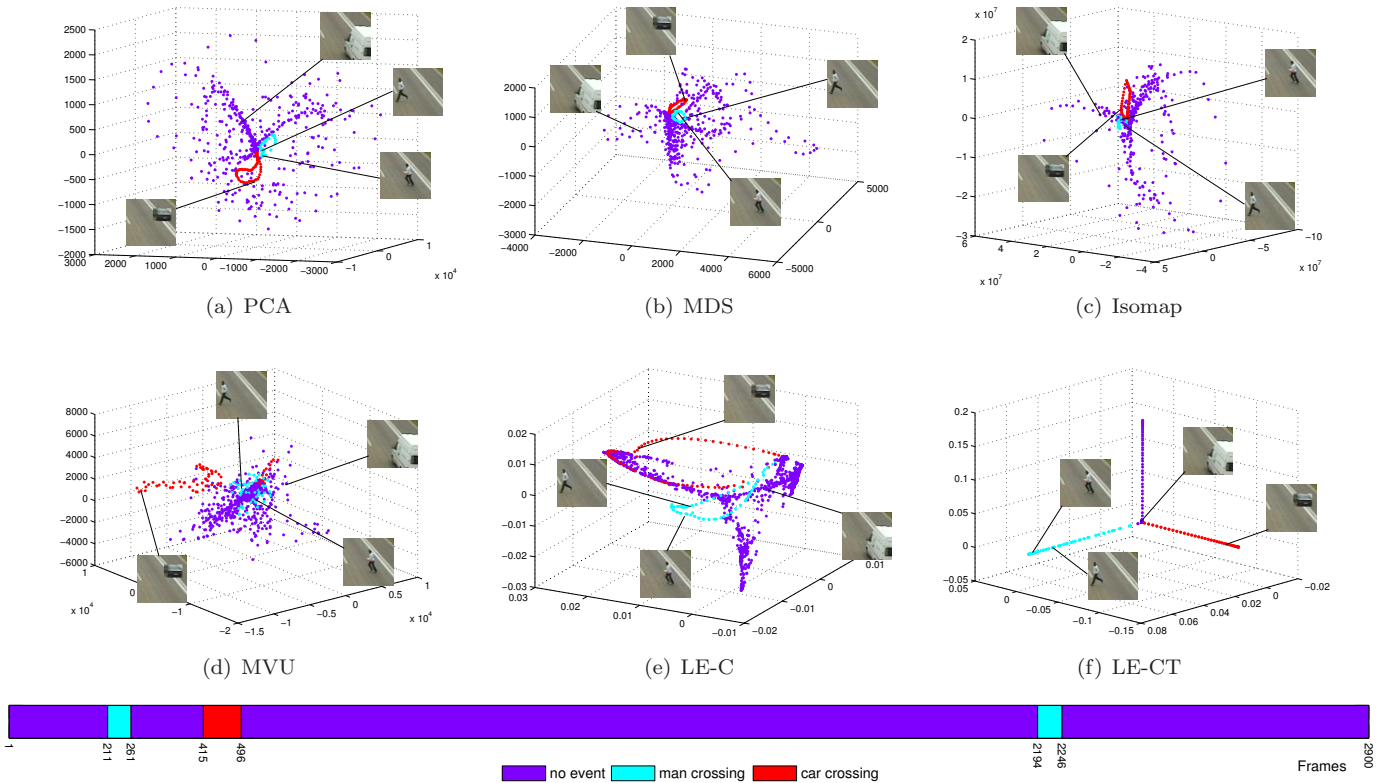 2500
2000
1500
1000
500
0
−500
−1000
−1500
−2000
3000 2000 1000 0 −1000 −2000 −3000
−1 0 1
x 10^4
(a) PCA
2000
1000
0
−1000
−2000
−3000
−4000 −2000 0 2000 4000 6000
−5000 0 5000
(b) MDS
x 10^7
2
1
0
−1
−2
−3
6 4 2 0 −2 −4
x 10^7
5 0 −5 −10
x 10^7
(c) Isomap
8000
6000
4000
2000
0
−2000
−4000
−6000
1 0 −1 −2
x 10^4
−1.5 −1 −0.5 0 0.5 1
x 10^4
(d) MVU
0.02
0.01
0
−0.01
−0.02
−0.03
0.03 0.02 0.01 0 −0.01
−0.02 −0.01 0 0.01
(e) LE-C
0.2
0.15
0.1
0.05
0
−0.05
0.05 0 −0.05 −0.1 −0.15
0.08 0.06 0.04 0.02 0 −0.02
(f) LE-CT
1 211 261 415 496 2194 2246 2900
Frames
no event man crossing car crossing